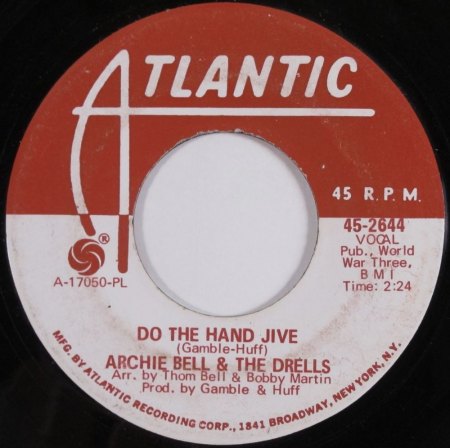 ATLANTIC
45 R.P.M.
45-2644
VOCAL
Pub., World
War Three,
BMI
Time: 2:24
®
A-17050-PL
DO THE HAND JIVE
(Gamble-Huff)
ARCHIE BELL & THE DRELLS
Arr. by Thom Bell & Bobby Martin
Prod. by Gamble & Huff
MFG. BY ATLANTIC RECORDING CORP., 1841 BROADWAY, NEW YORK, N.Y.